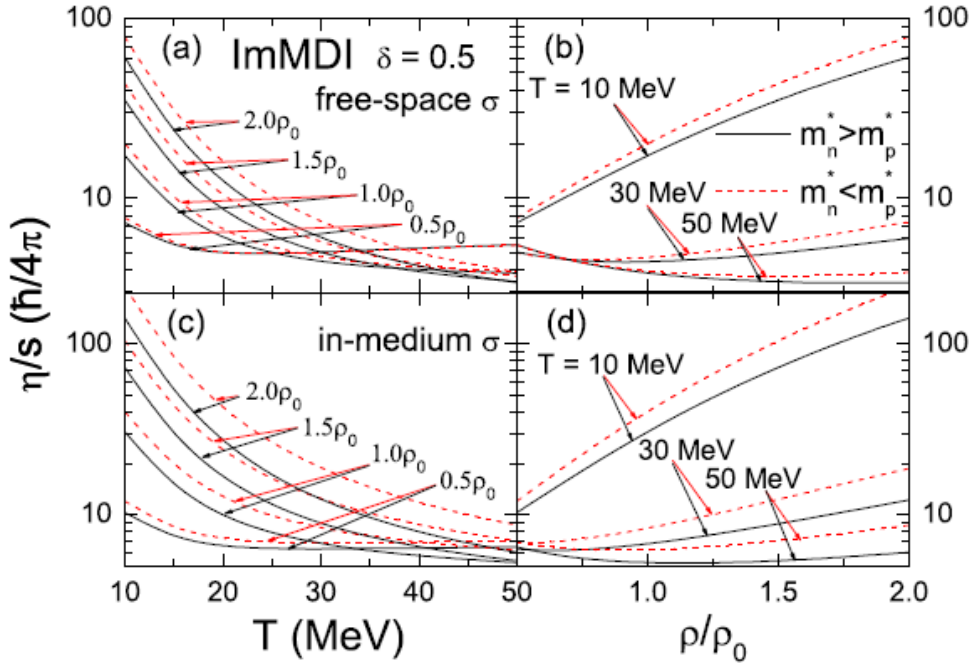 100
100
(a)
ImMDI δ = 0.5
(b)
free-space σ
T = 10 MeV
2.0ρ₀
m*ₙ>m*ₚ
1.5ρ₀
10
1.0ρ₀
30 MeV
m*ₙ<m*ₚ
10
0.5ρ₀
50 MeV
η/s (ħ/4π)
(c)
in-medium σ
(d)
100
T = 10 MeV
100
2.0ρ₀
1.5ρ₀
30 MeV
1.0ρ₀
50 MeV
0.5ρ₀
10
10
10 20 30 40 50 1.0 1.5 2.0
T (MeV)
ρ/ρ₀